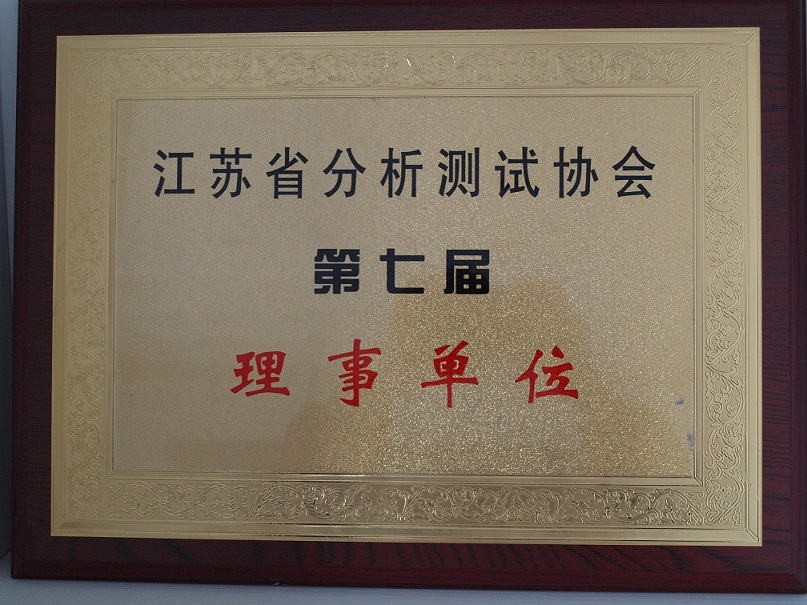 江苏省分析测试协会
第七届
理事单位